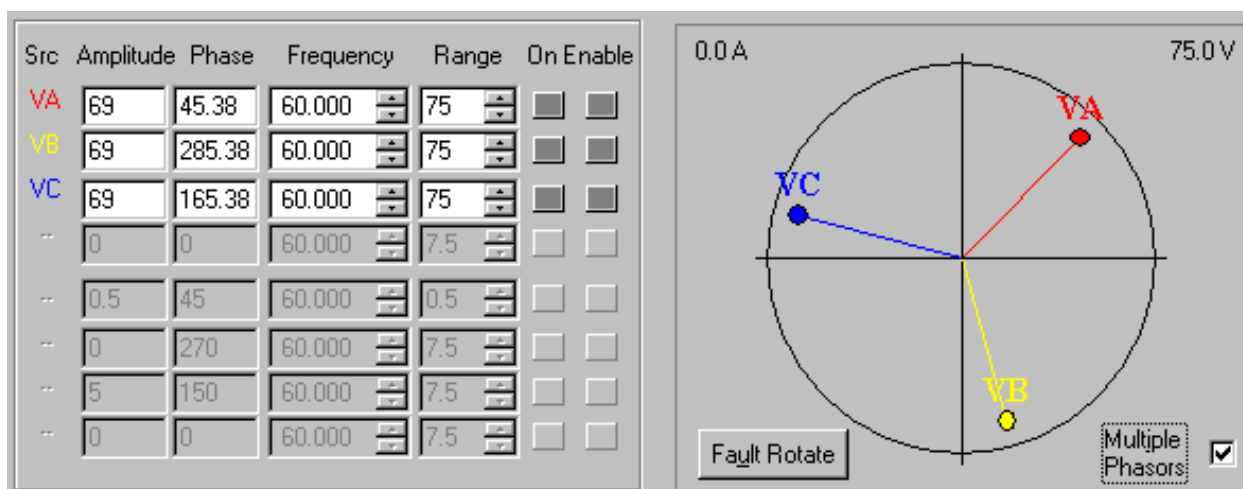 Src Amplitude Phase Frequency Range On Enable
VA 69 45.38 60.000 75
VB 69 285.38 60.000 75
VC 69 165.38 60.000 75
-- 0 0 60.000 7.5
-- 0.5 45 60.000 0.5
-- 0 270 60.000 7.5
-- 5 150 60.000 7.5
-- 0 0 60.000 7.5
0.0 A 75.0 V
VA
VC
VB
Fault Rotate
Multiple
Phasors